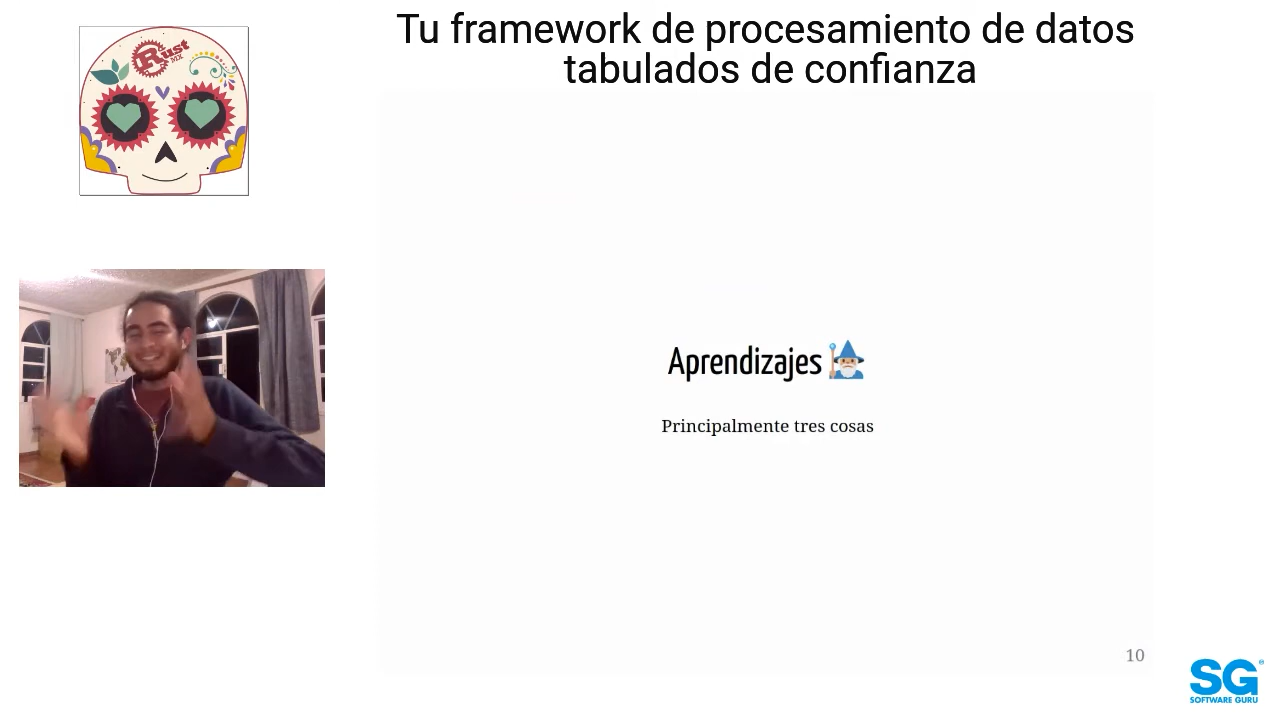 Tu framework de procesamiento de datos
tabulados de confianza
Rust
MX
Aprendizajes
Principalmente tres cosas
10
SG
SOFTWARE GURU